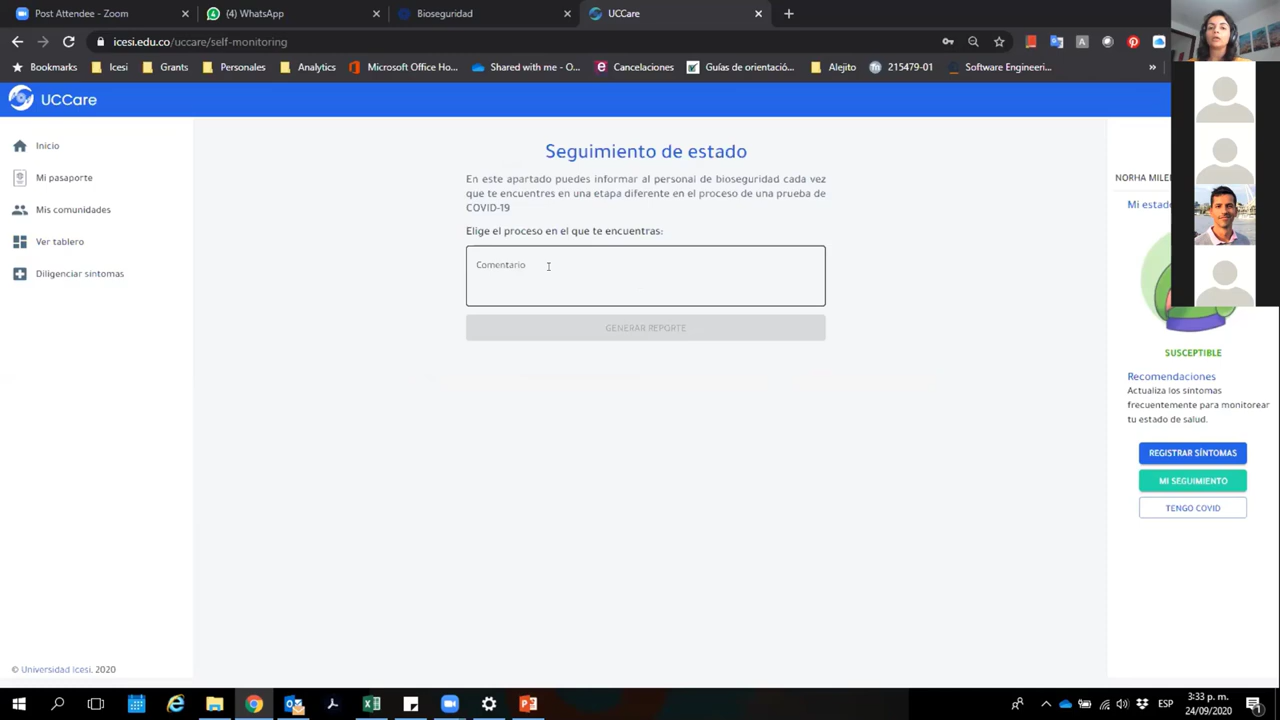 Post Attendee - Zoom
(4) WhatsApp
Bioseguridad
UCCare
icesi.edu.co/uccare/self-monitoring
Bookmarks
Icesi
Grants
Personales
Analytics
Microsoft Office Ho...
Shared with me - O...
Cancelaciones
Guías de orientació...
Alejito
215479-01
Software Engineeri...
UCCare
Inicio
Mi pasaporte
Mis comunidades
Ver tablero
Diligenciar síntomas
© Universidad Icesi, 2020
Seguimiento de estado
En este apartado puedes informar al personal de bioseguridad cada vez
que te encuentres en una etapa diferente en el proceso de una prueba de
COVID-19
Elige el proceso en el que te encuentras:
Comentario
GENERAR REPORTE
SUSCEPTIBLE
Recomendaciones
Actualiza los síntomas
frecuentemente para monitorear
tu estado de salud.
REGISTRAR SÍNTOMAS
MI SEGUIMIENTO
TENGO COVID
ESP
3:33 p. m.
24/09/2020